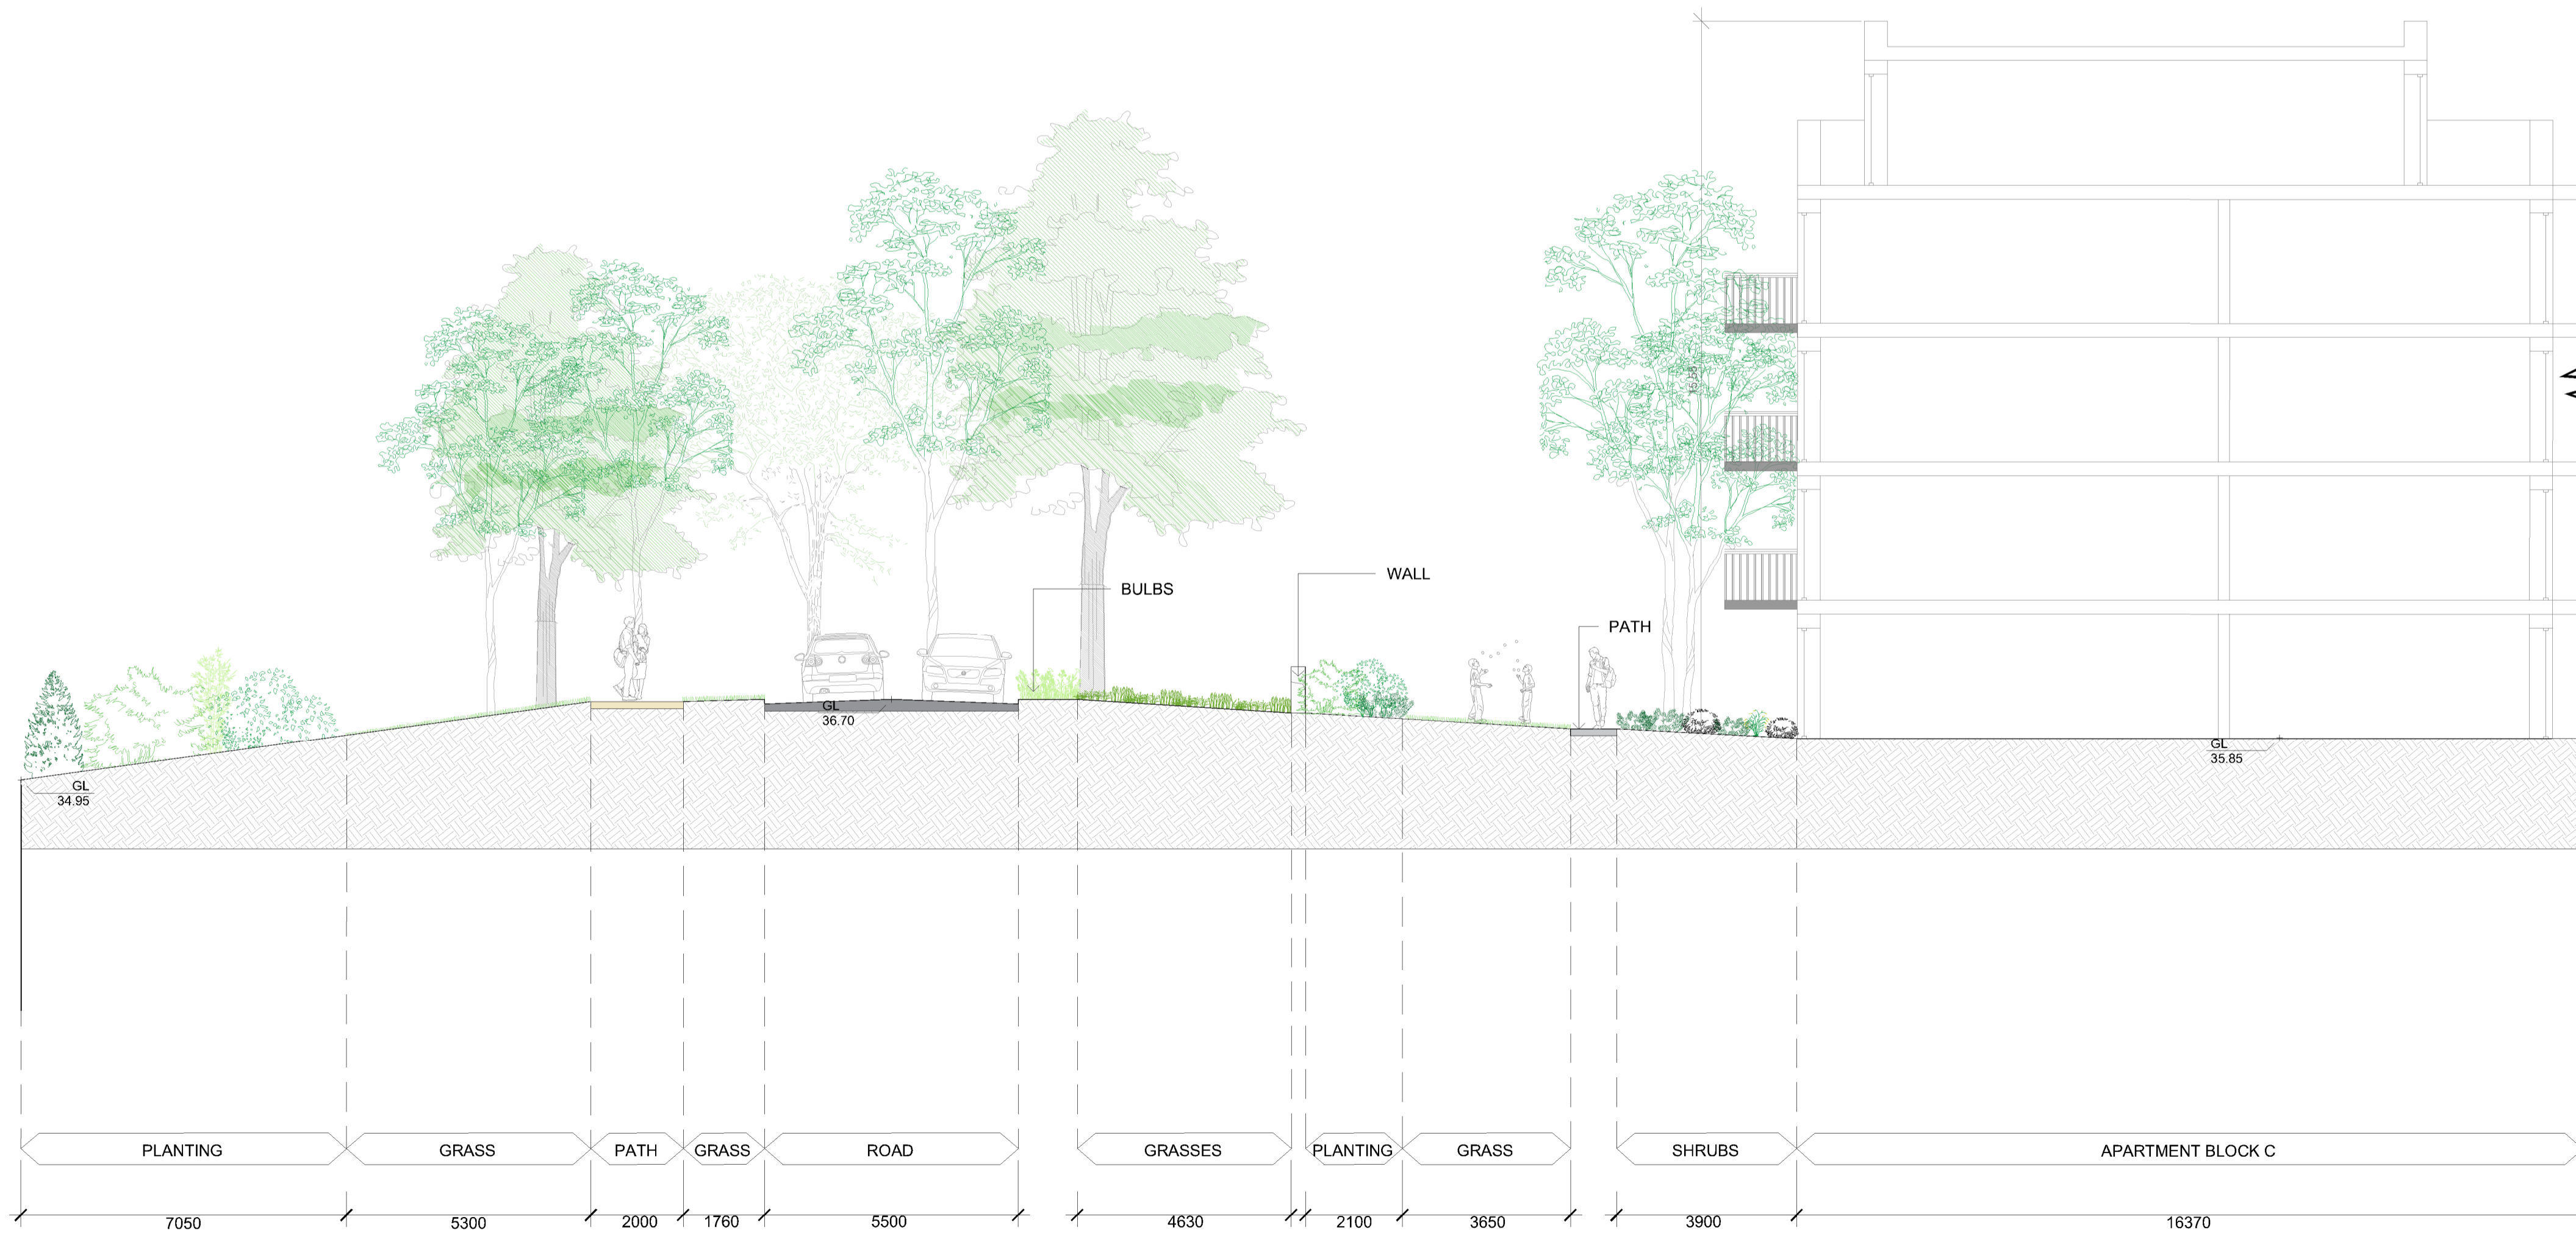 BULBS
WALL
PATH
GL
36.70
GL
35.85
GL
34.95
PLANTING
GRASS
PATH
GRASS
ROAD
GRASSES
PLANTING
GRASS
SHRUBS
APARTMENT BLOCK C
7050
5300
2000
1760
5500
4630
2100
3650
3900
16370